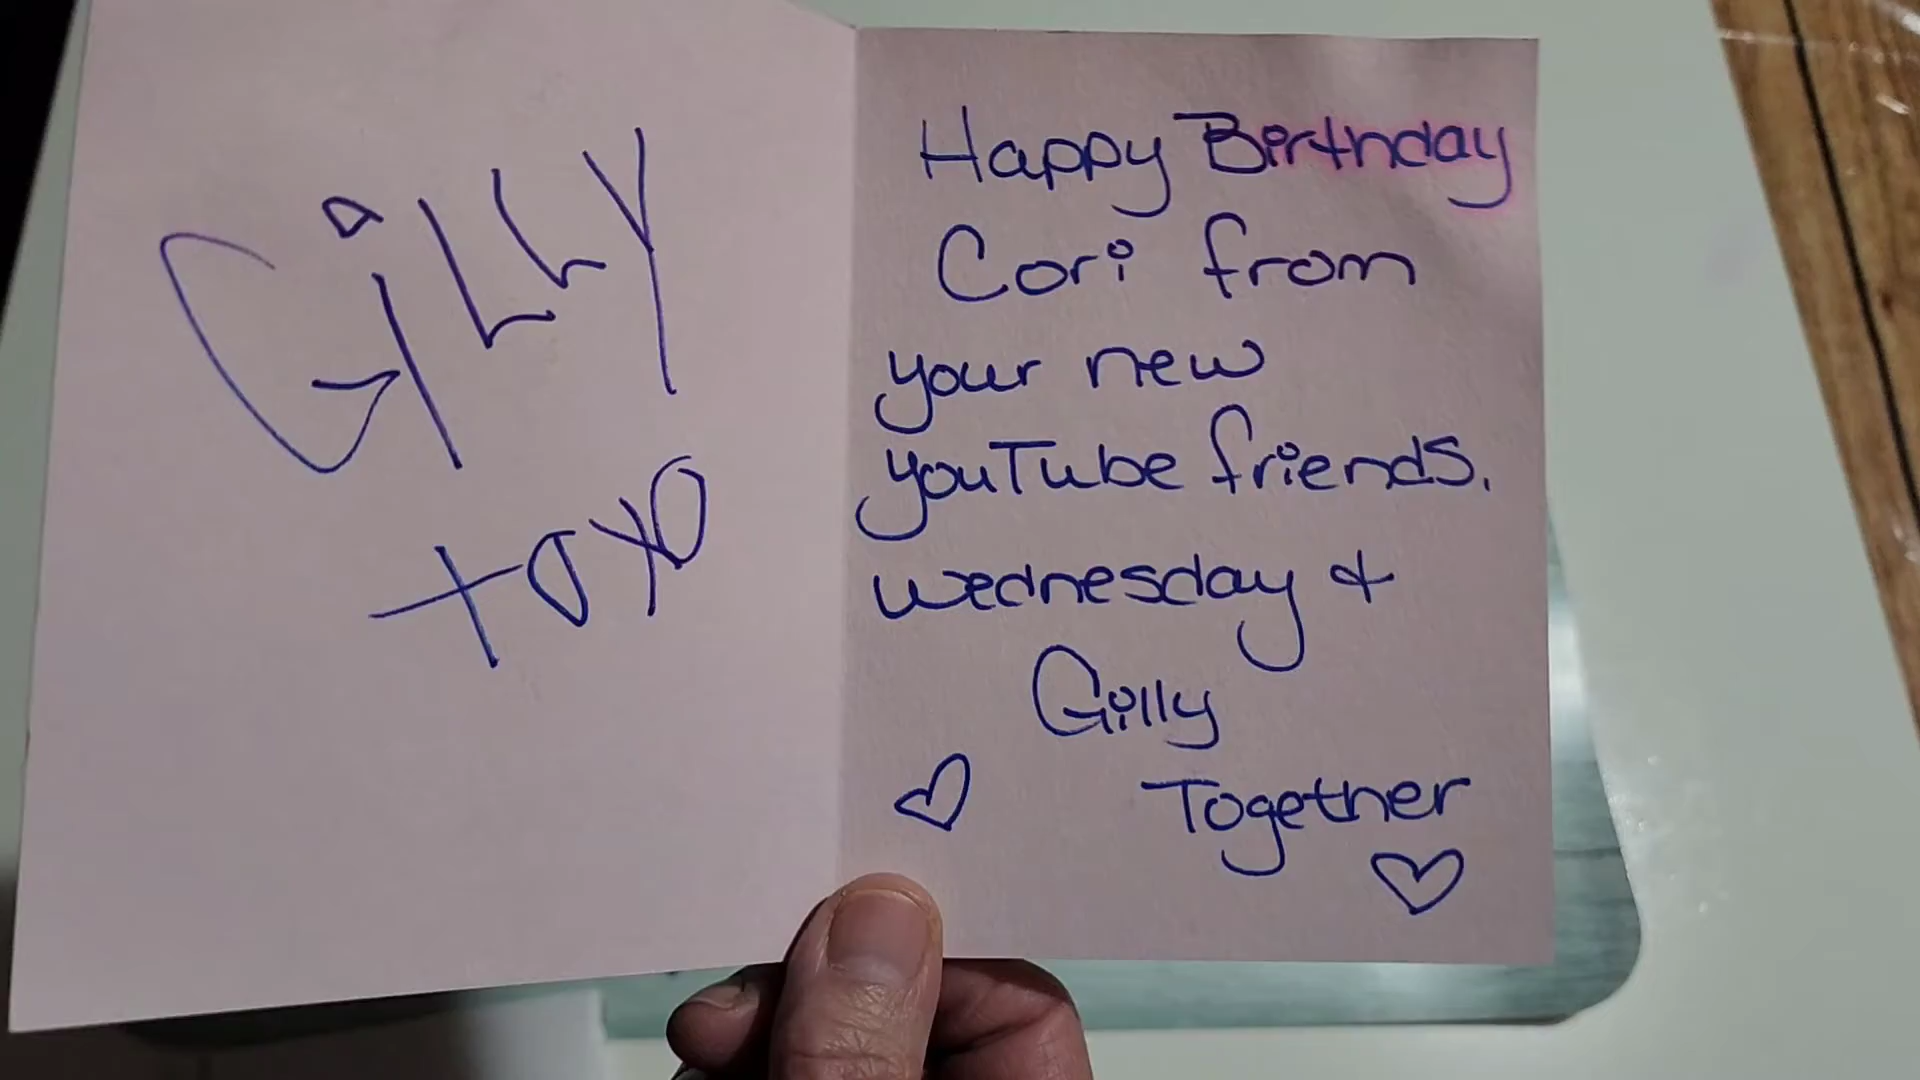 GiLLY
XOXO
Happy Birthday
Cori from
your new
youTube friends.
wednesday &
Gilly
Together